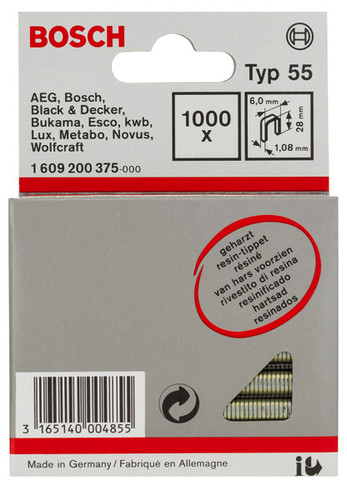 BOSCH
Typ 55
AEG, Bosch,
Black & Decker,
Bukama, Esco, kwb,
Lux, Metabo, Novus,
Wolfcraft
1 609 200 375-000
1000
x
6,0 mm
28 mm
1,08 mm
geharzt
resin-tippet
résiné
van hars voorzien
rivestito di resina
resinificado
hartsad
resinados
3 165140 004855
Made in Germany / Fabriqué en Allemagne